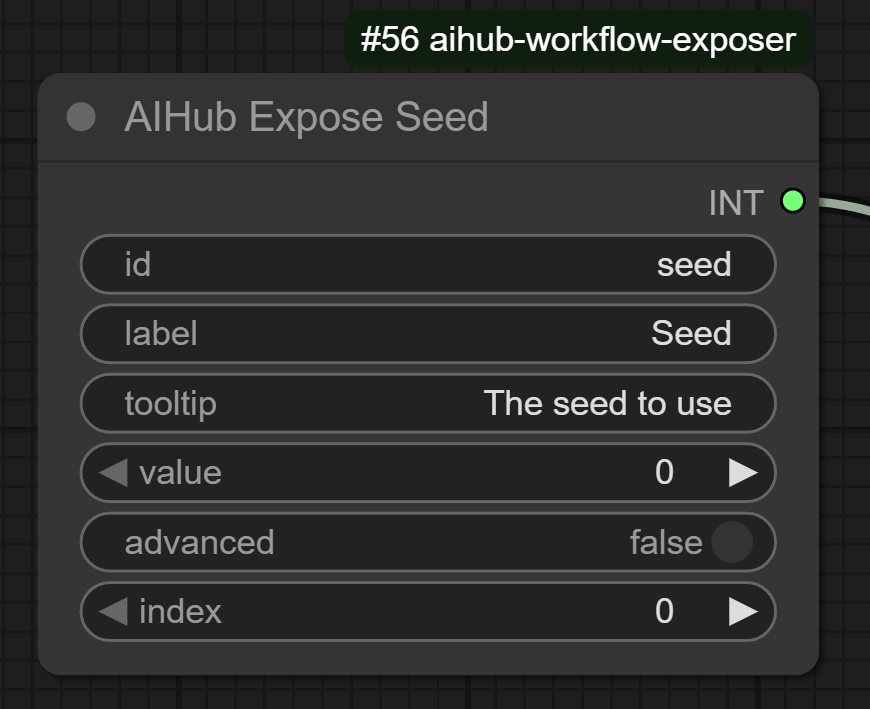 #56 aihub-workflow-exposer
AIHub Expose Seed
INT
id seed
label Seed
tooltip The seed to use
value 0
advanced false
index 0